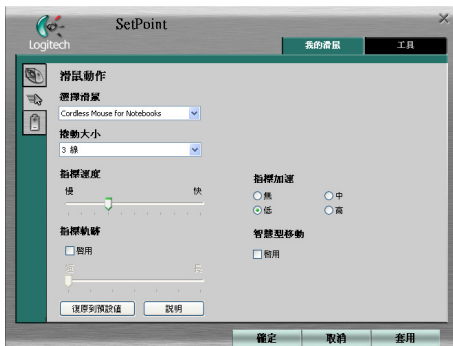 SetPoint
Logitech
我的滑鼠
工具
滑鼠動作
選擇滑鼠
Cordless Mouse for Notebooks
捲動大小
3 線
指標速度
慢 快
指標加速
無 中
低 高
指標軌跡
啓用
低 長
智慧型移動
啓用
復原到預設值 說明
確定 取消 套用